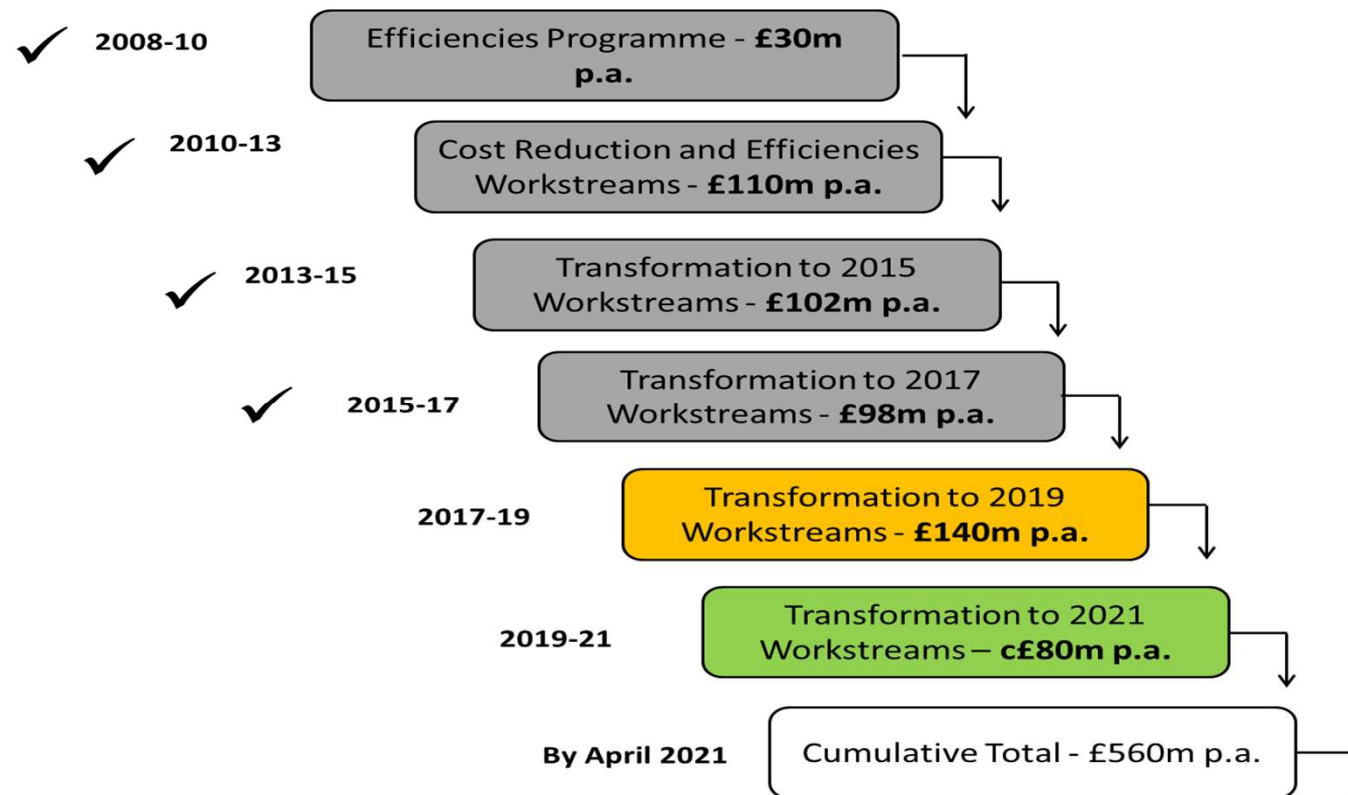 2008-10
Efficiencies Programme - £30m
p.a.
2010-13
Cost Reduction and Efficiencies
Workstreams - £110m p.a.
2013-15
Transformation to 2015
Workstreams - £102m p.a.
2015-17
Transformation to 2017
Workstreams - £98m p.a.
2017-19
Transformation to 2019
Workstreams - £140m p.a.
2019-21
Transformation to 2021
Workstreams – c£80m p.a.
By April 2021
Cumulative Total - £560m p.a.